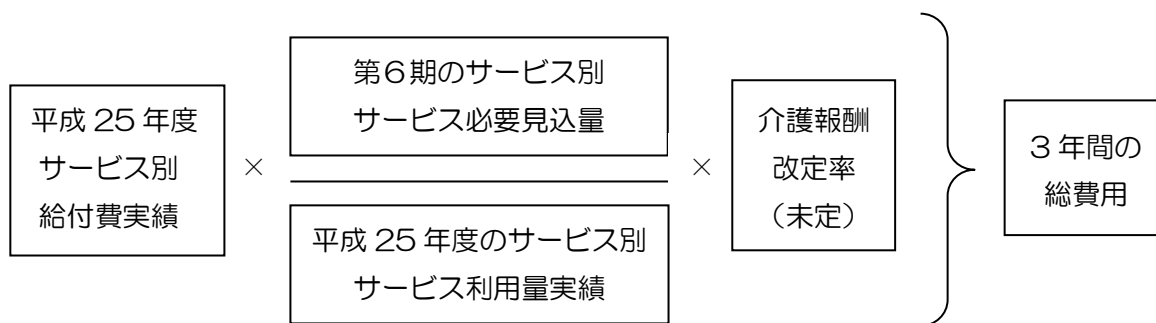 平成 25 年度
サービス別
給付費実績
×
第６期のサービス別
サービス必要見込量
平成 25 年度のサービス別
サービス利用量実績
×
介護報酬
改定率
（未定）
3 年間の
総費用